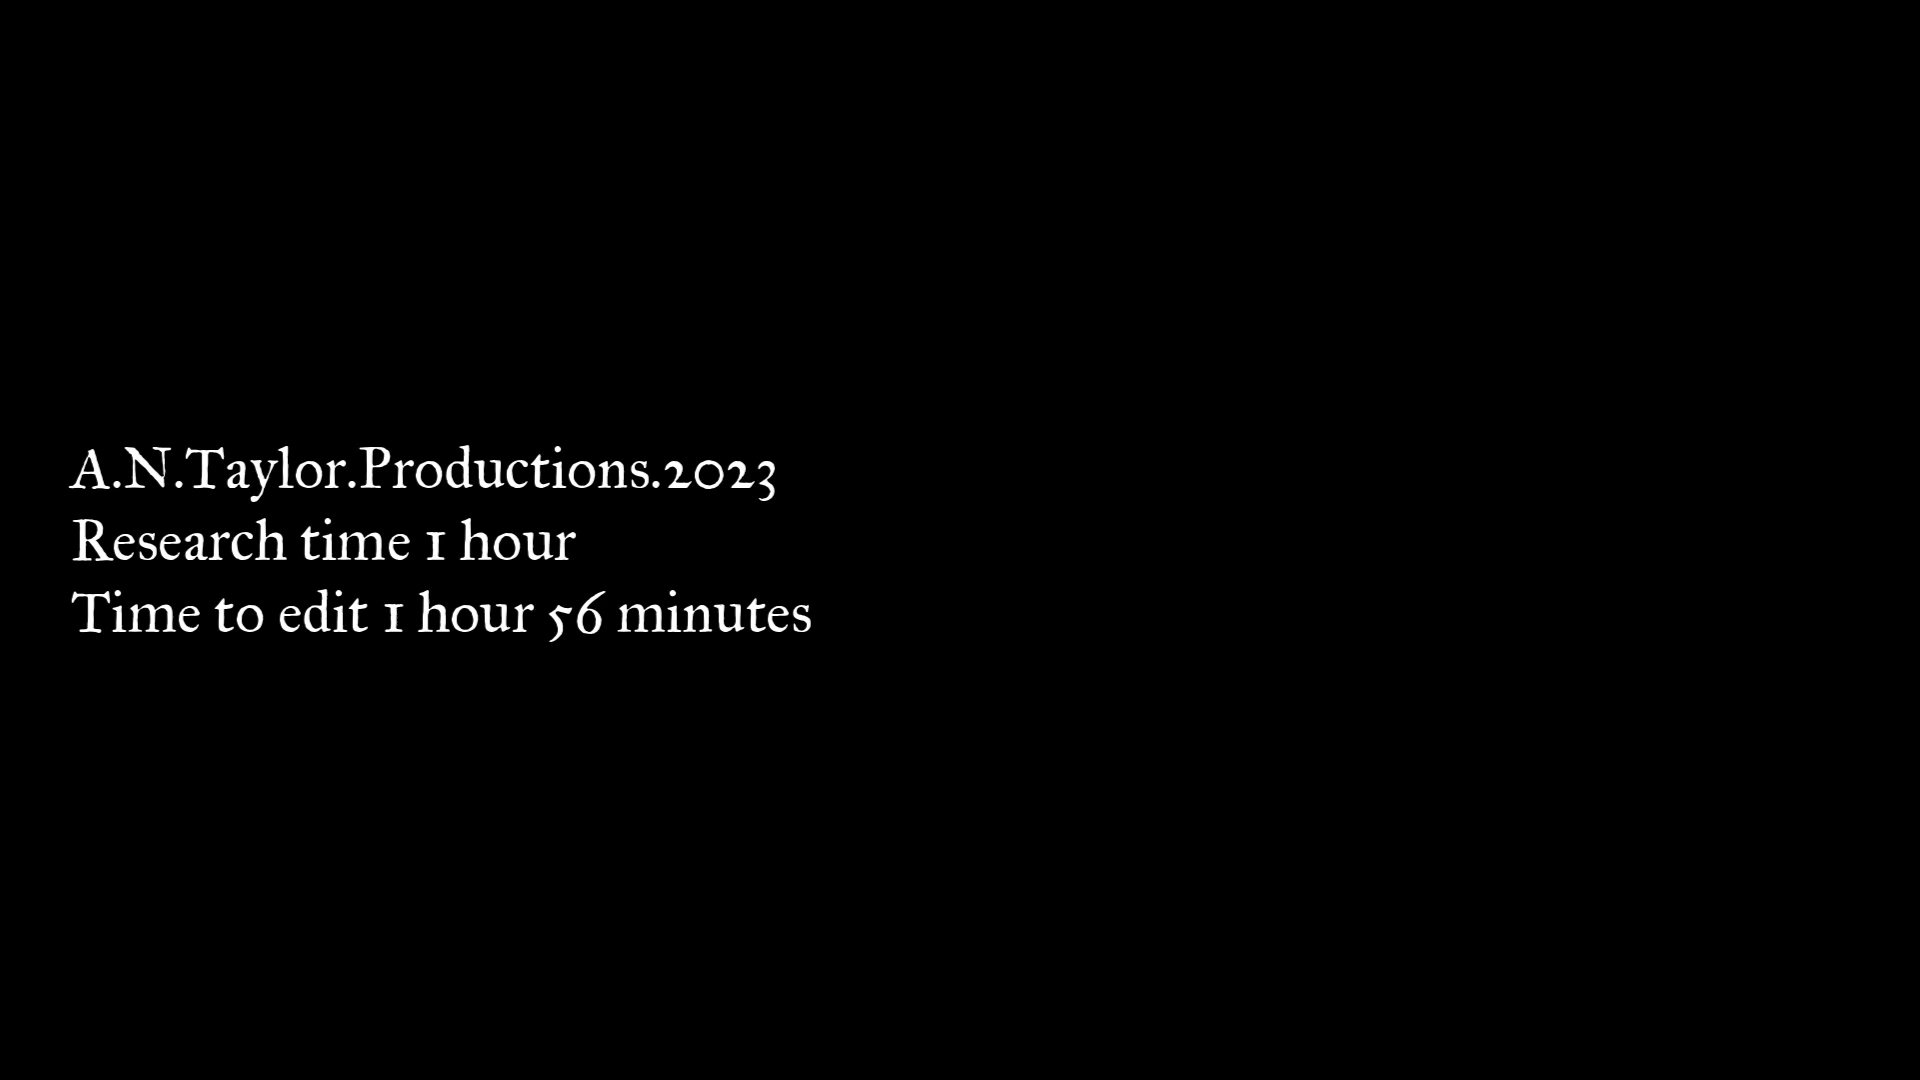 A.N.Taylor.Productions.2023
Research time 1 hour
Time to edit 1 hour 56 minutes